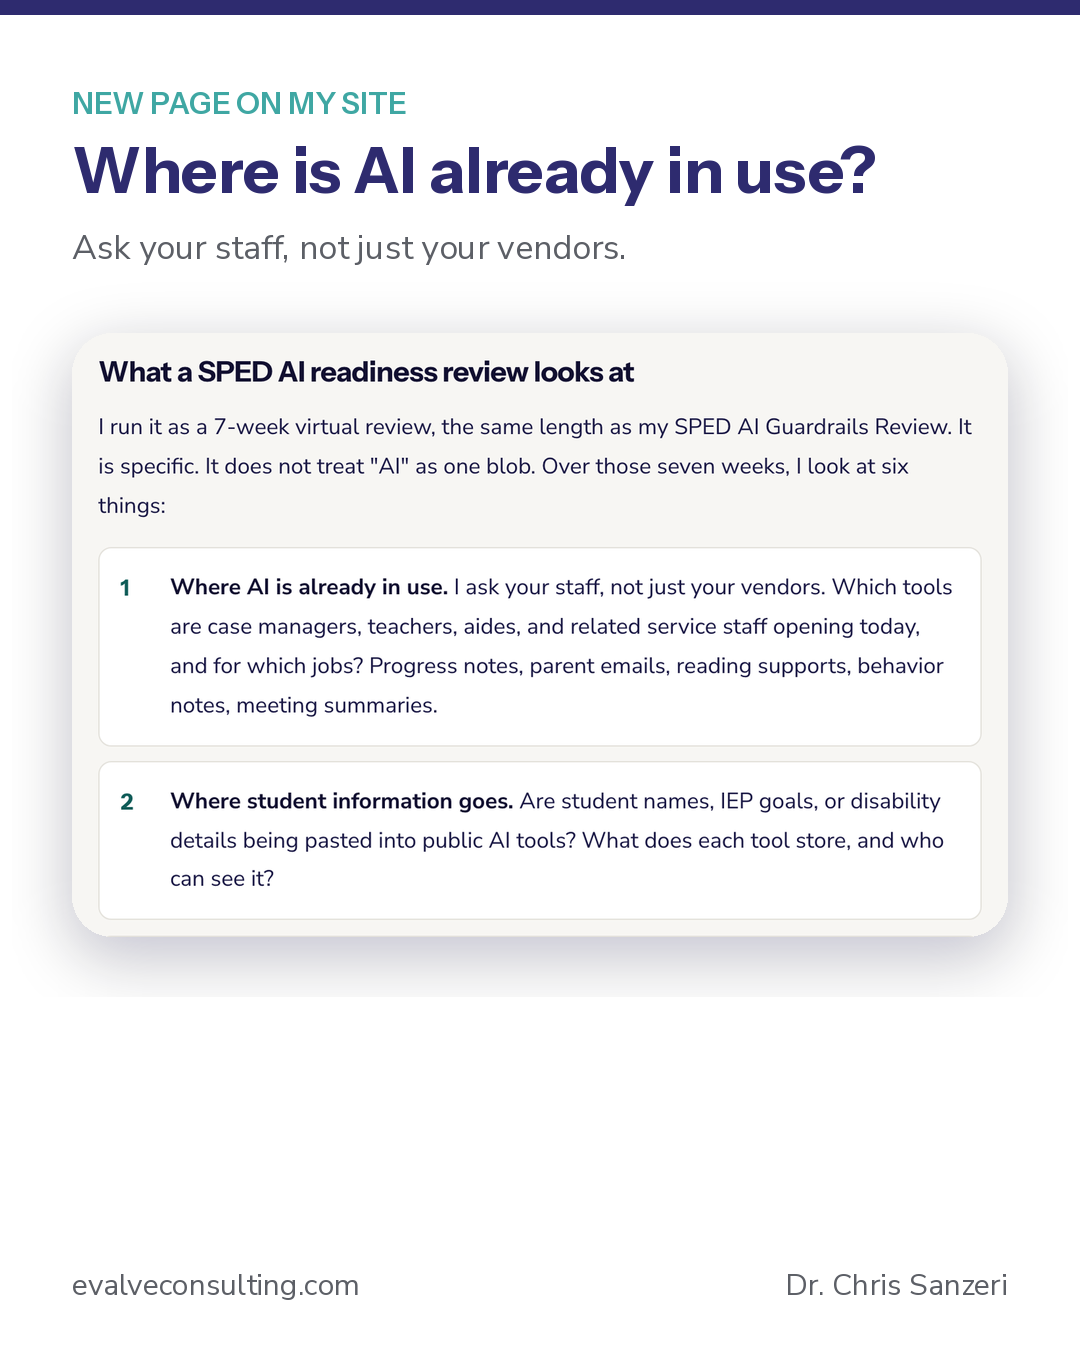 NEW PAGE ON MY SITE
Where is AI already in use?
Ask your staff, not just your vendors.
What a SPED AI readiness review looks at
I run it as a 7-week virtual review, the same length as my SPED AI Guardrails Review. It
is specific. It does not treat "AI" as one blob. Over those seven weeks, I look at six
things:
1 Where AI is already in use. I ask your staff, not just your vendors. Which tools
are case managers, teachers, aides, and related service staff opening today,
and for which jobs? Progress notes, parent emails, reading supports, behavior
notes, meeting summaries.
2 Where student information goes. Are student names, IEP goals, or disability
details being pasted into public AI tools? What does each tool store, and who
can see it?
evalveconsulting.com
Dr. Chris Sanzeri